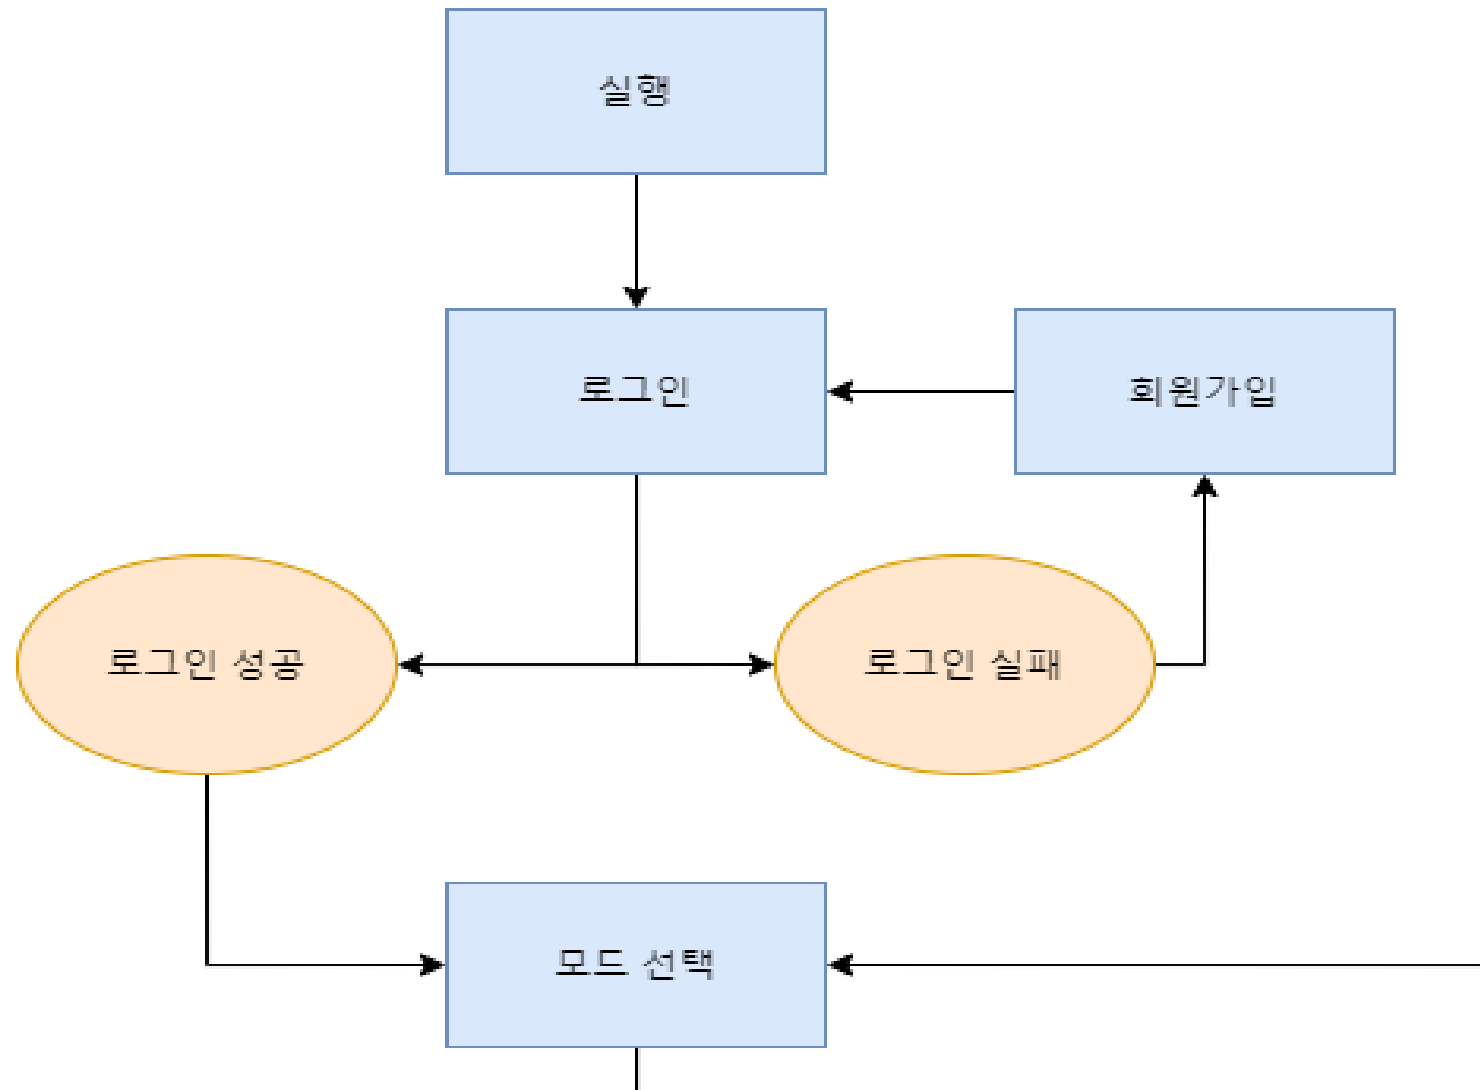 실행
로그인
회원가입
로그인 성공
로그인 실패
모드 선택